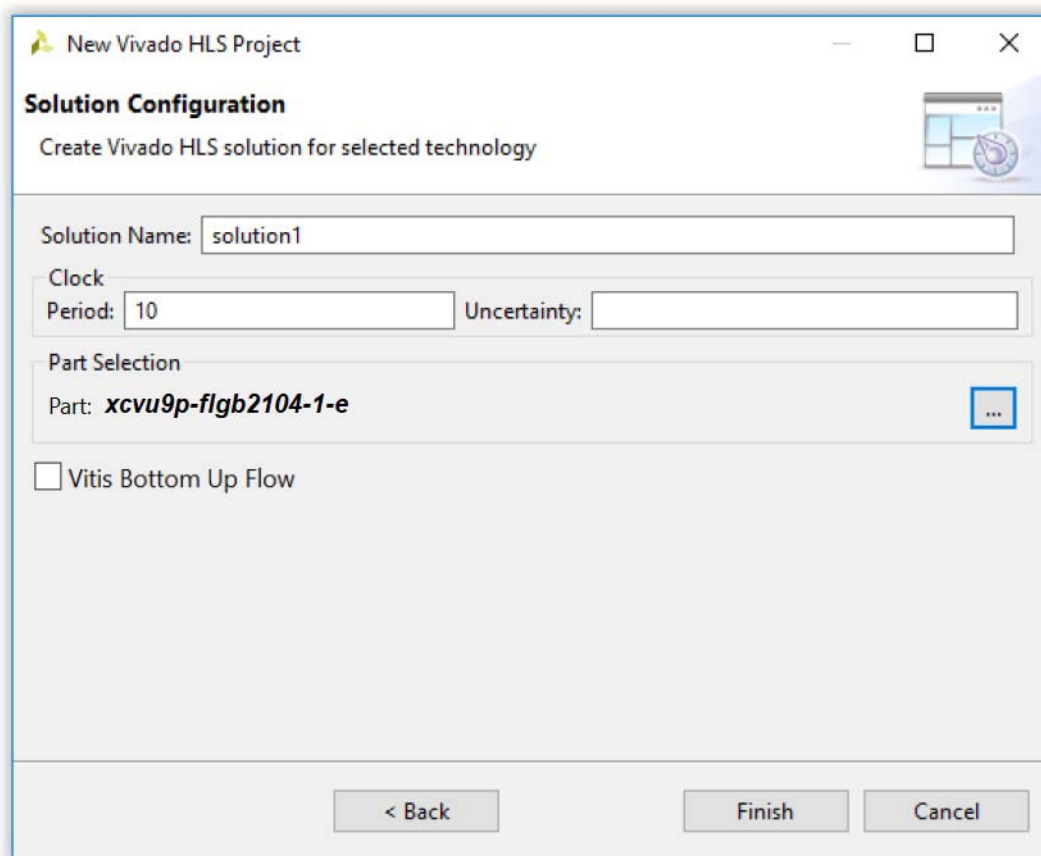 New Vivado HLS Project
Solution Configuration
Create Vivado HLS solution for selected technology
Solution Name: solution1
Clock
Period: 10 Uncertainty:
Part Selection
Part: xcvu9p-flgb2104-1-e ...
Vitis Bottom Up Flow
< Back Finish Cancel